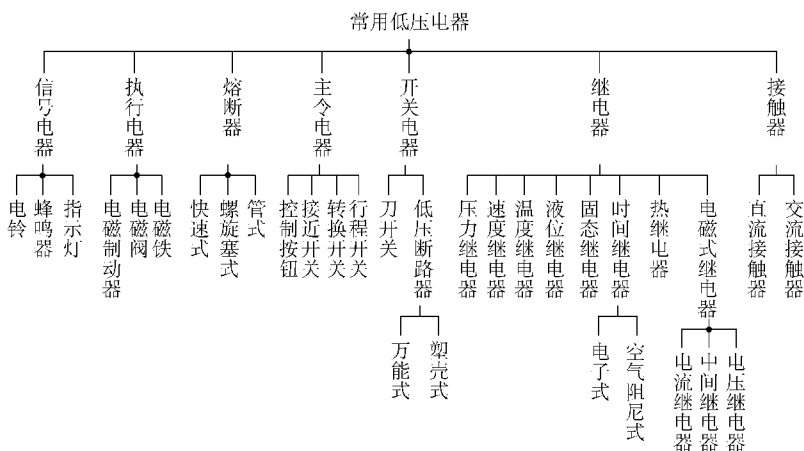 常用低压电器
信号电器
执行电器
熔断器
主令电器
开关电器
继电器
接触器
电铃
蜂鸣器
指示灯
电磁制动器
电磁阀
电磁铁
快速式
螺旋塞式
管式
控制按钮
接近开关
转换开关
行程开关
刀开关
低压断路器
压力继电器
速度继电器
温度继电器
液位继电器
固态继电器
时间继电器
热继电器
电磁式继电器
直流接触器
交流接触器
万能式
塑壳式
电子式
空气阻尼式
电流继电器
中间继电器
电压继电器